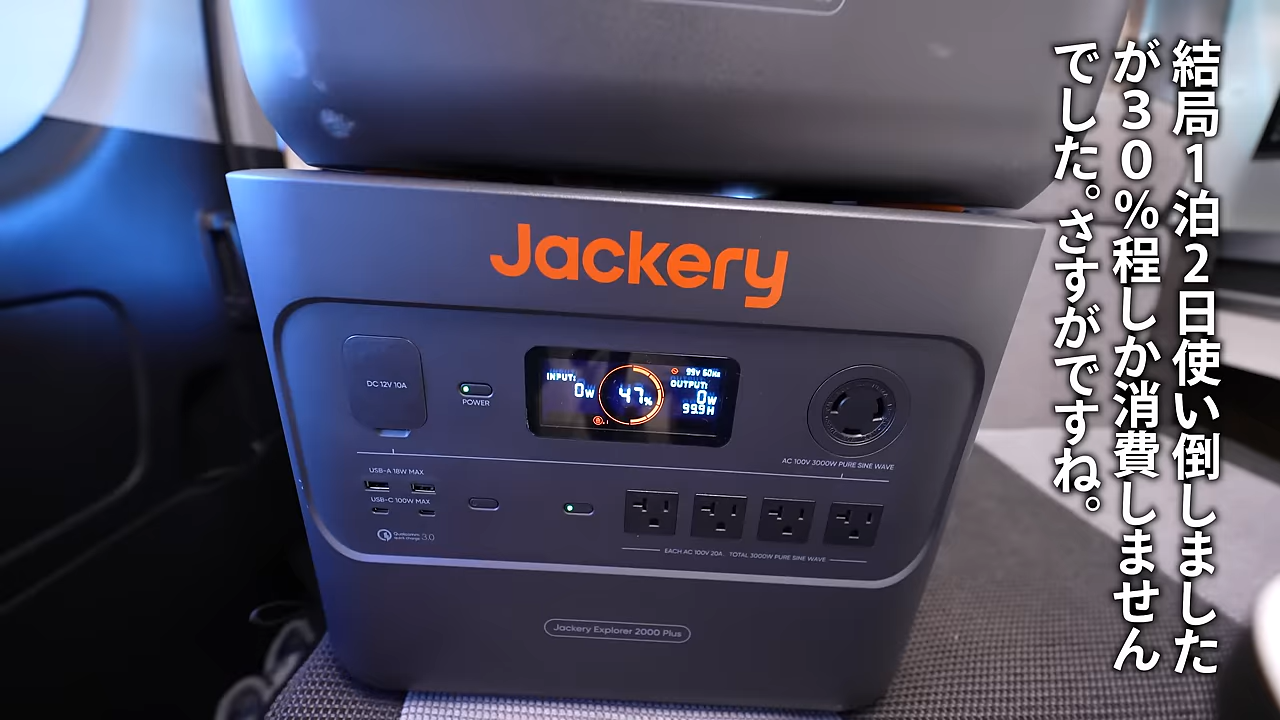 結局1泊2日使い倒しました
が30%程しか消費しません
でした。さすがですね。
Jackery
DC 12V 10A
POWER
INPUT:
0W
47%
99V 60Hz
OUTPUT:
0W
99.9H
AC 100V 3000W PURE SINE WAVE
USB-A 18W MAX
USB-C 100W MAX
Qualcomm
quick charge 3.0
EACH AC 100V 20A. TOTAL 3000W PURE SINE WAVE
Jackery Explorer 2000 Plus